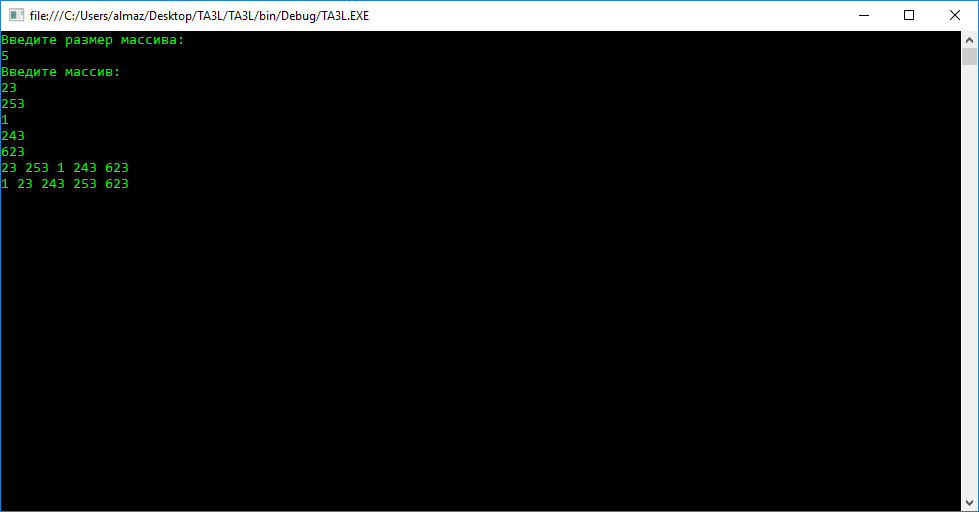 file:///C:/Users/almaz/Desktop/TA3L/TA3L/bin/Debug/TA3L.EXE
Введите размер массива:
5
Введите массив:
23
253
1
243
623
23 253 1 243 623
1 23 243 253 623